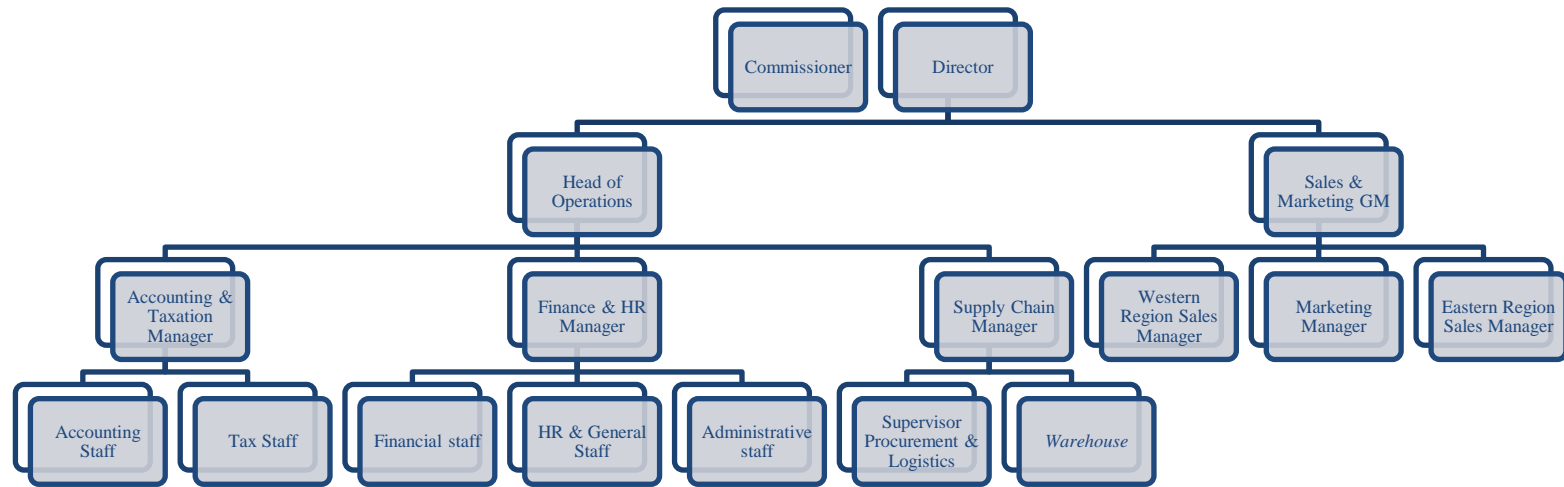 Commissioner
Director
Head of
Operations
Sales &
Marketing GM
Accounting &
Taxation
Manager
Finance & HR
Manager
Supply Chain
Manager
Western
Region Sales
Manager
Marketing
Manager
Eastern Region
Sales Manager
Accounting
Staff
Tax Staff
Financial staff
HR & General
Staff
Administrative
staff
Supervisor
Procurement &
Logistics
Warehouse